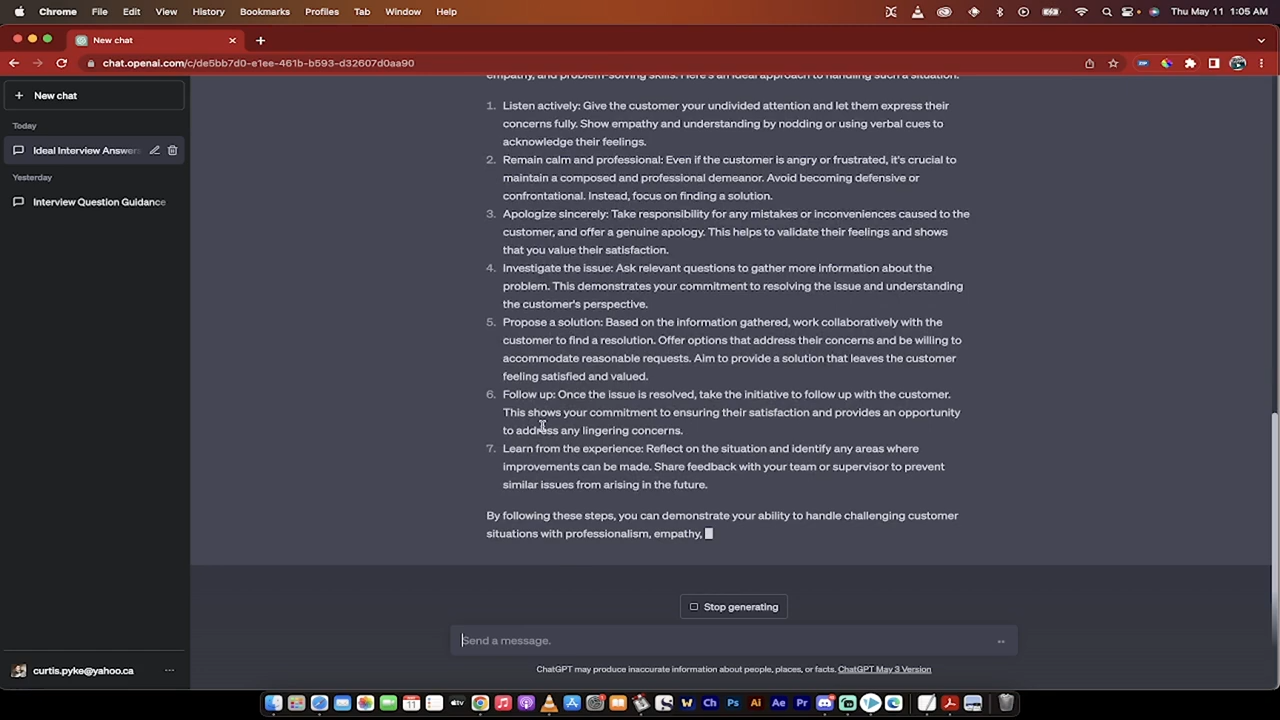 Chrome File Edit View History Bookmarks Profiles Tab Window Help Thu May 11 1:05 AM
New chat
chat.openai.com/c/de5bb7d0-e1ee-461b-b593-d32607d0aa90
New chat
Today
Ideal Interview Answers
Yesterday
Interview Question Guidance
curtis.pyke@yahoo.ca
empathy, and problem-solving skills. Here's an ideal approach to handling such a situation:
1. Listen actively: Give the customer your undivided attention and let them express their
concerns fully. Show empathy and understanding by nodding or using verbal cues to
acknowledge their feelings.
2. Remain calm and professional: Even if the customer is angry or frustrated, it's crucial to
maintain a composed and professional demeanor. Avoid becoming defensive or
confrontational. Instead, focus on finding a solution.
3. Apologize sincerely: Take responsibility for any mistakes or inconveniences caused to the
customer, and offer a genuine apology. This helps to validate their feelings and shows
that you value their satisfaction.
4. Investigate the issue: Ask relevant questions to gather more information about the
problem. This demonstrates your commitment to resolving the issue and understanding
the customer's perspective.
5. Propose a solution: Based on the information gathered, work collaboratively with the
customer to find a resolution. Offer options that address their concerns and be willing to
accommodate reasonable requests. Aim to provide a solution that leaves the customer
feeling satisfied and valued.
6. Follow up: Once the issue is resolved, take the initiative to follow up with the customer.
This shows your commitment to ensuring their satisfaction and provides an opportunity
to address any lingering concerns.
7. Learn from the experience: Reflect on the situation and identify any areas where
improvements can be made. Share feedback with your team or supervisor to prevent
similar issues from arising in the future.
By following these steps, you can demonstrate your ability to handle challenging customer
situations with professionalism, empathy,
Stop generating
Send a message.
ChatGPT may produce inaccurate information about people, places, or facts. ChatGPT May 3 Version